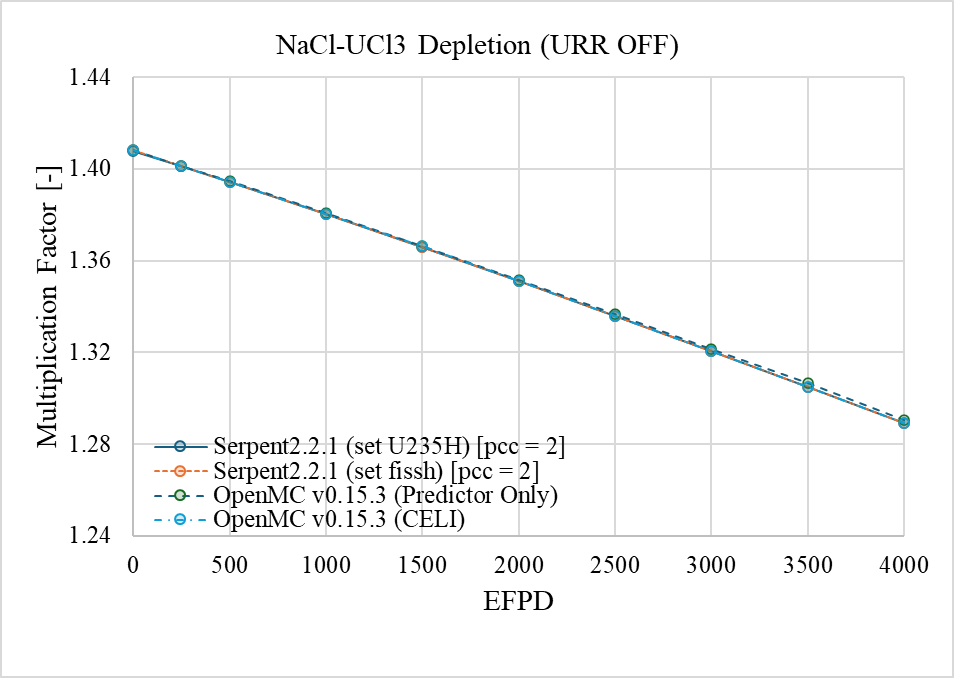 NaCl-UCl3 Depletion (URR OFF)
1.44
1.40
1.36
1.32
1.28
1.24
Multiplication Factor [-]
Serpent2.2.1 (set U235H) [pcc = 2]
Serpent2.2.1 (set fissh) [pcc = 2]
OpenMC v0.15.3 (Predictor Only)
OpenMC v0.15.3 (CELI)
0 500 1000 1500 2000 2500 3000 3500 4000
EFPD